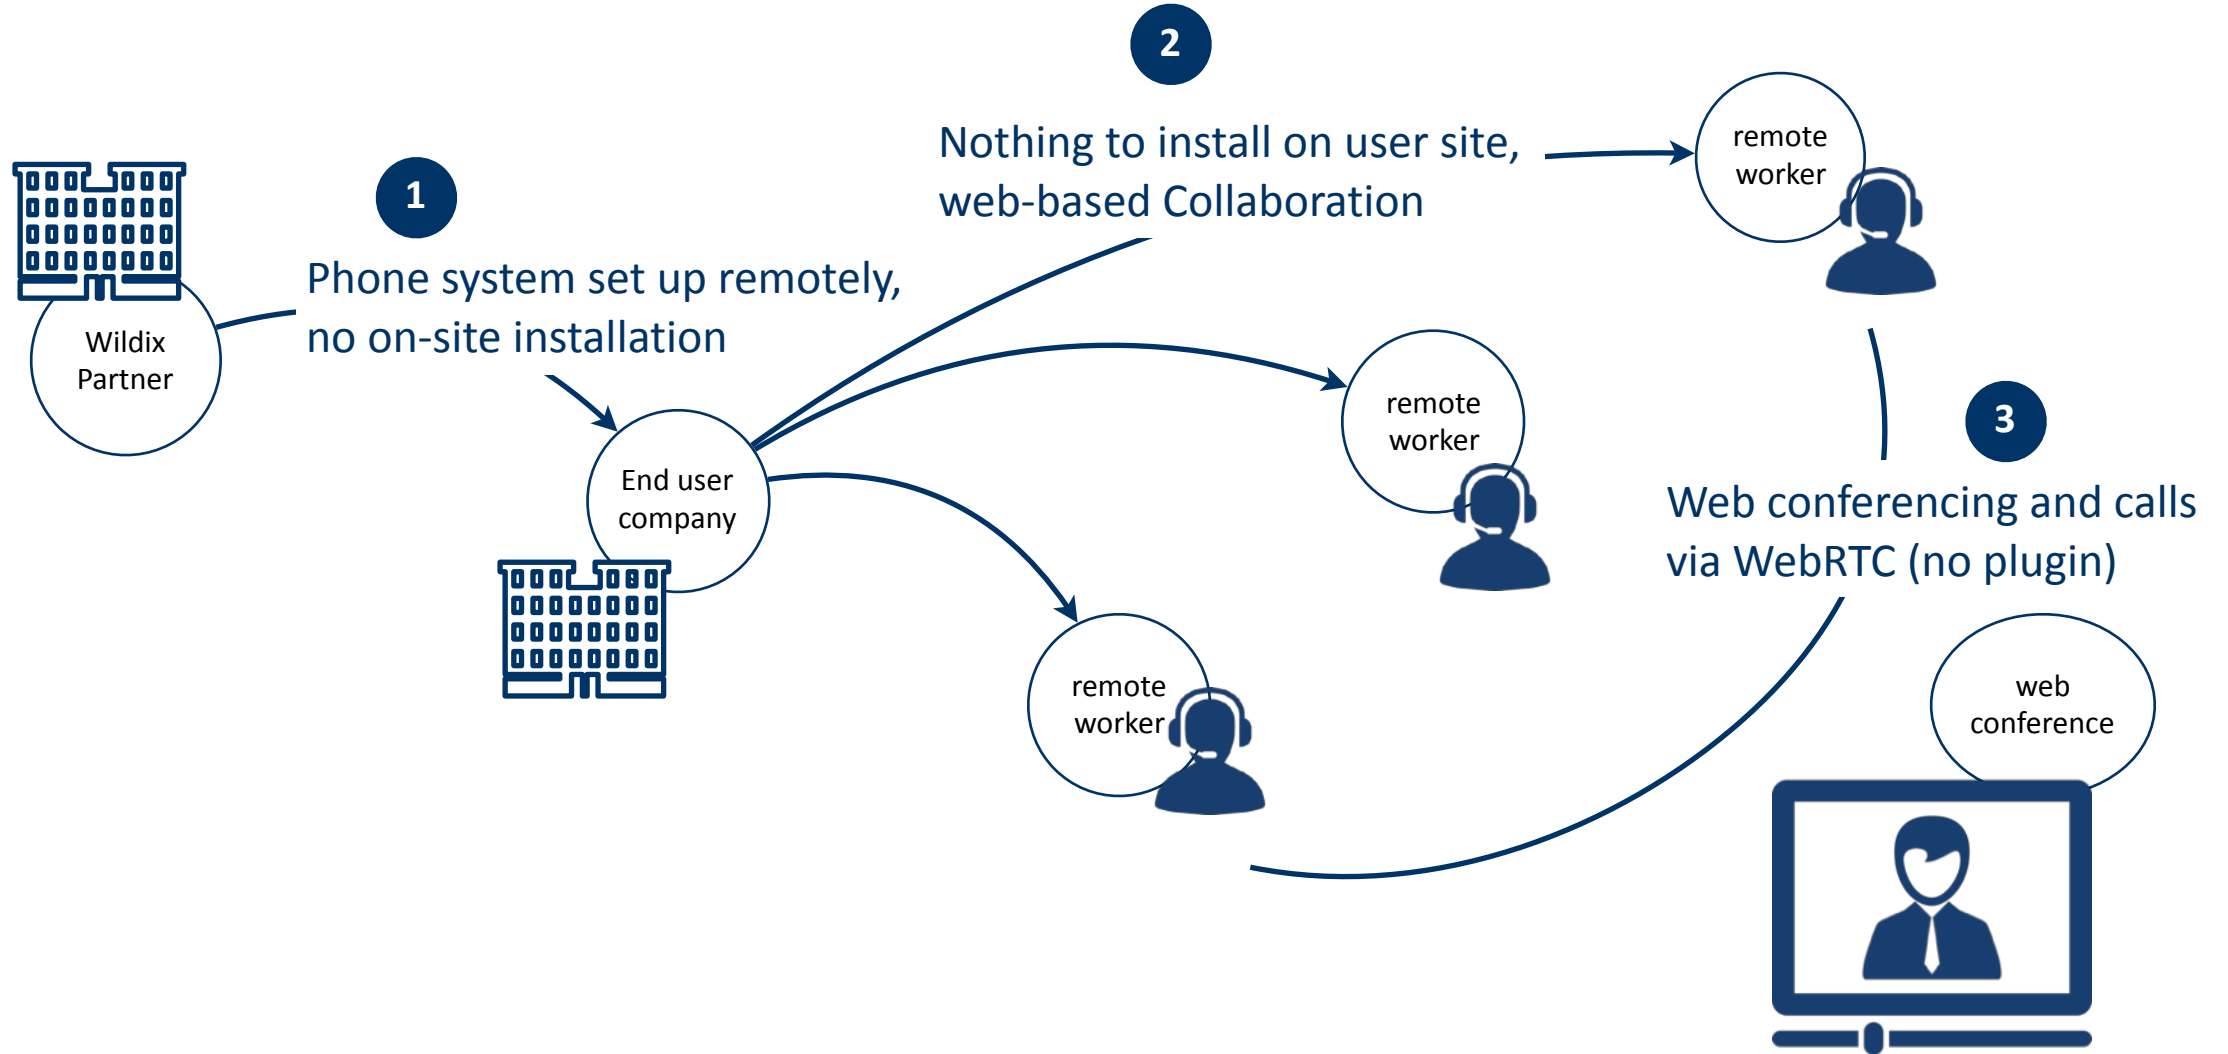 2
Nothing to install on user site,
web-based Collaboration
remote
worker
1
Phone system set up remotely,
no on-site installation
Wildix
Partner
remote
worker
3
End user
company
Web conferencing and calls
via WebRTC (no plugin)
remote
worker
web
conference